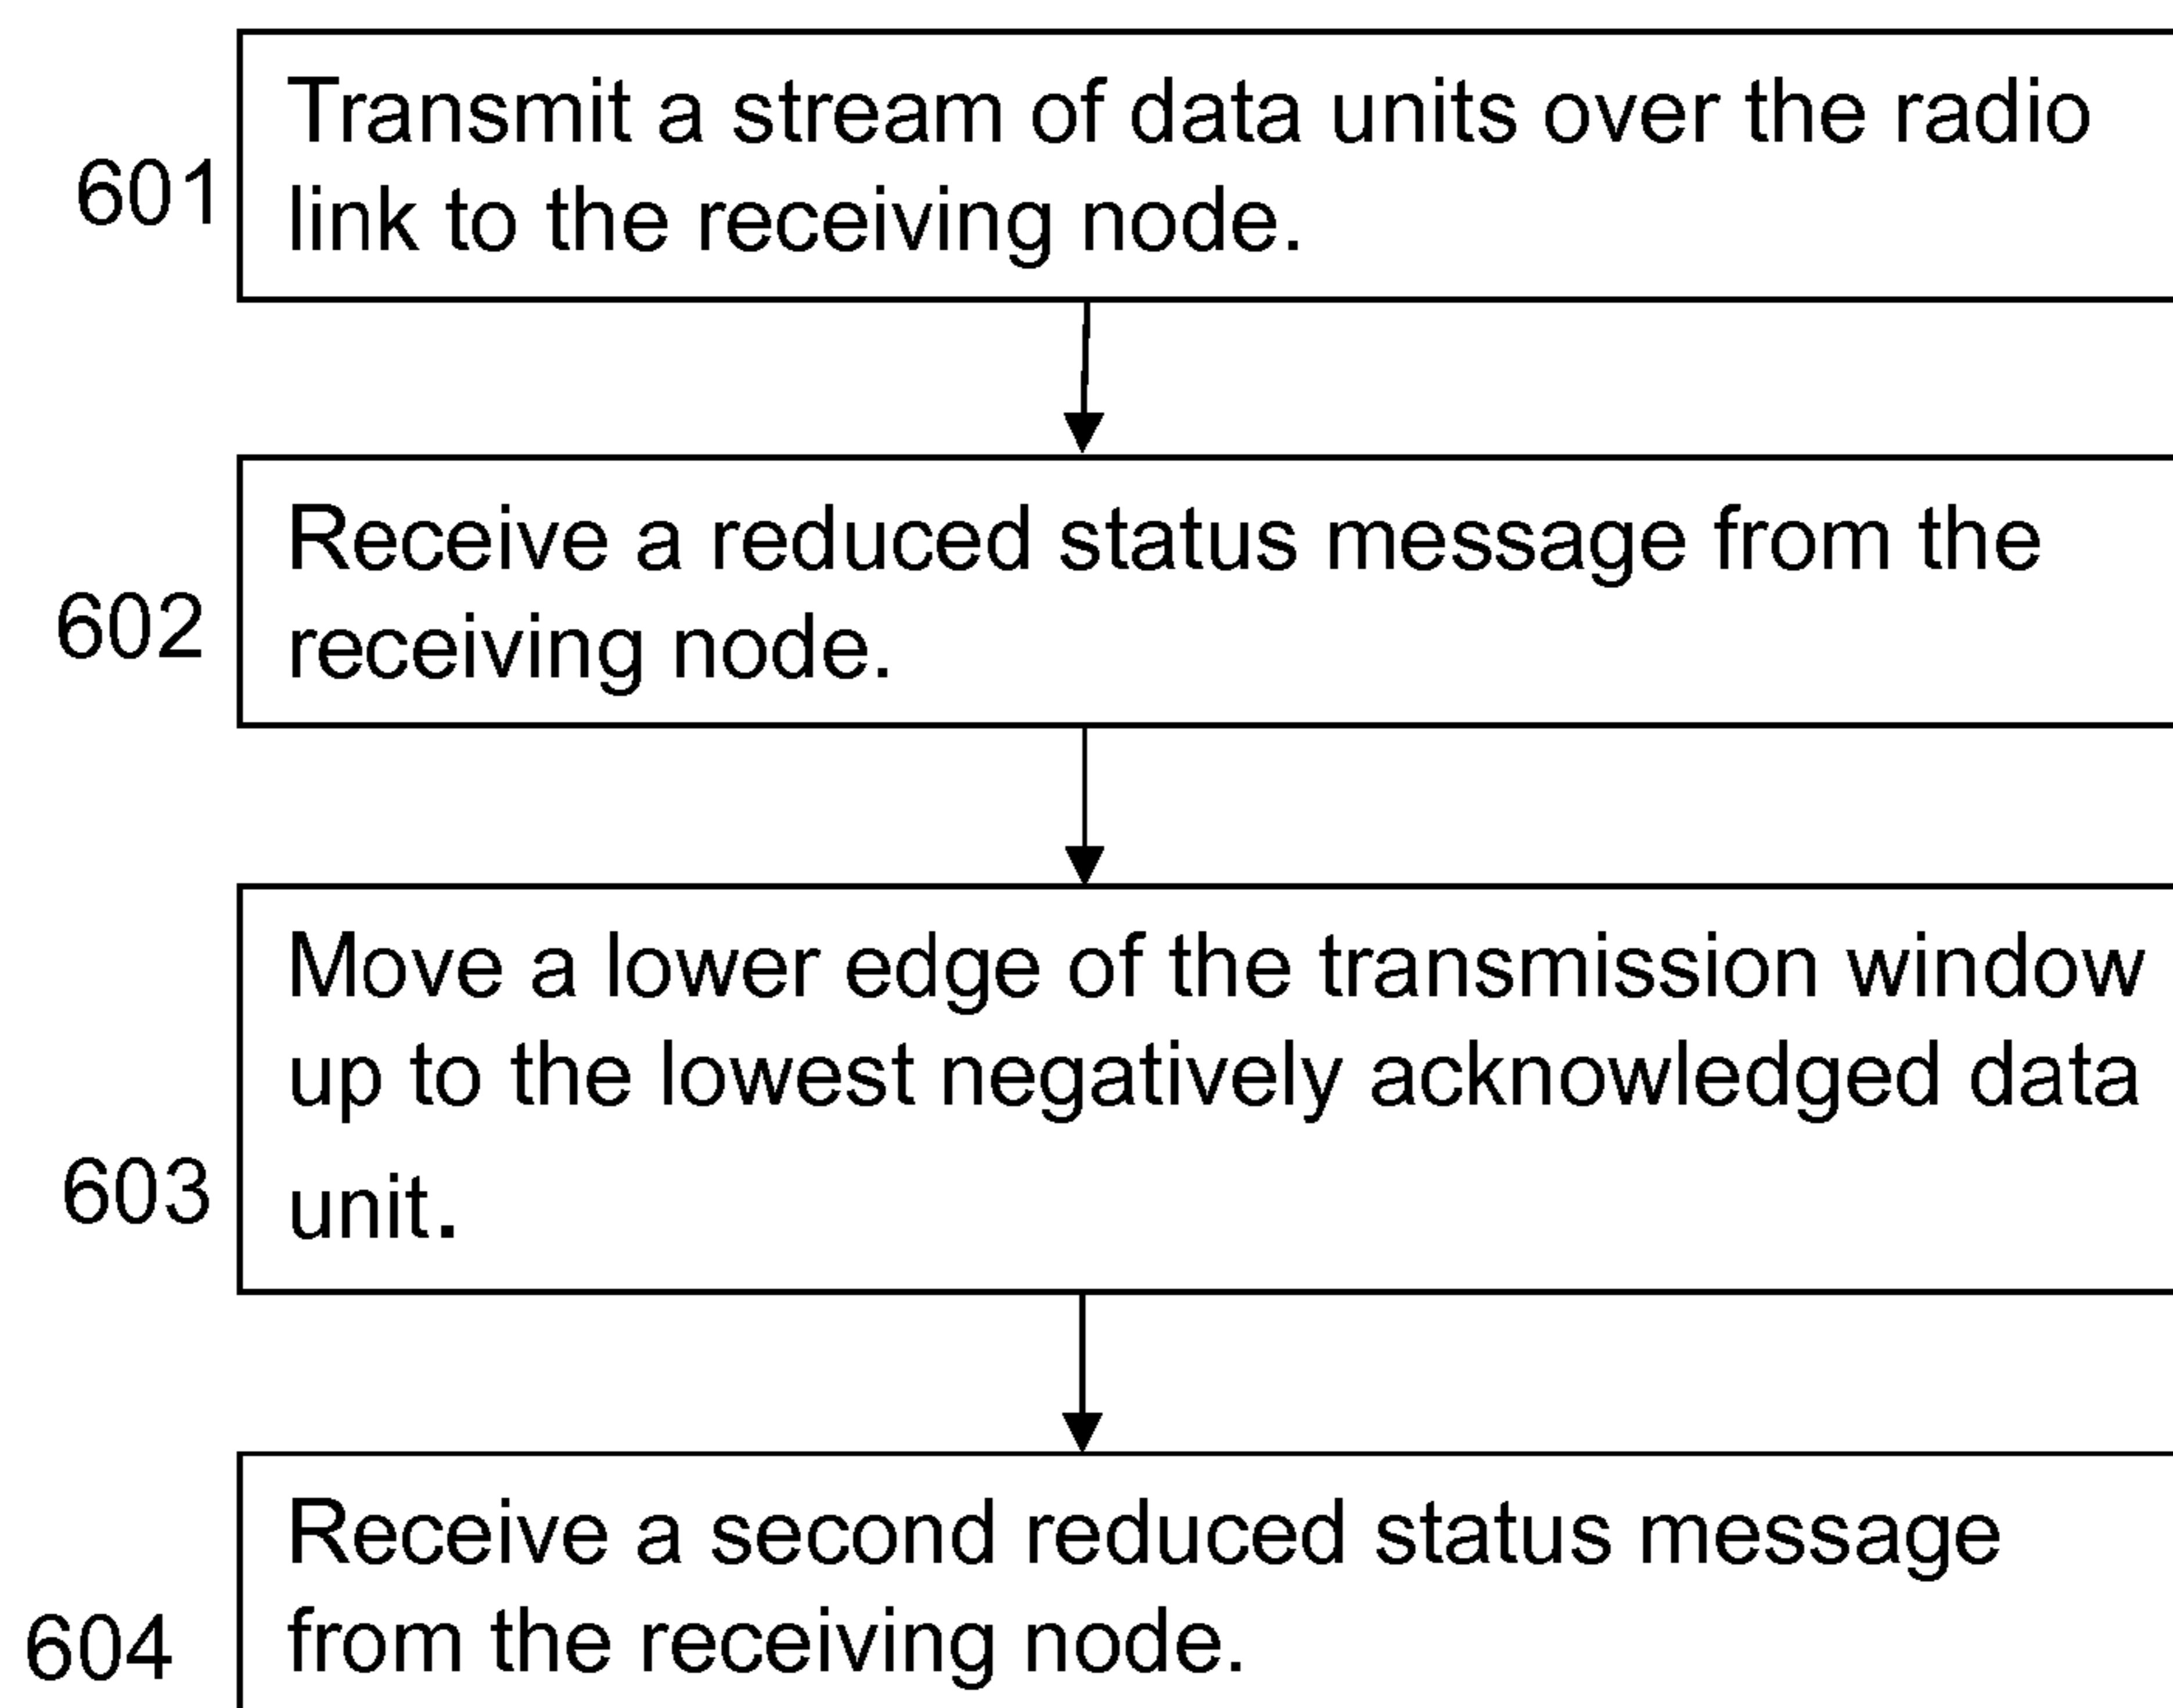 Transmit a stream of data units over the radio
601
link to the receiving node.
Receive a reduced status message from the
602
receiving node.
Move a lower edge of the transmission window
up to the lowest negatively acknowledged data
603
unit.
Receive a second reduced status message
604
from the receiving node.